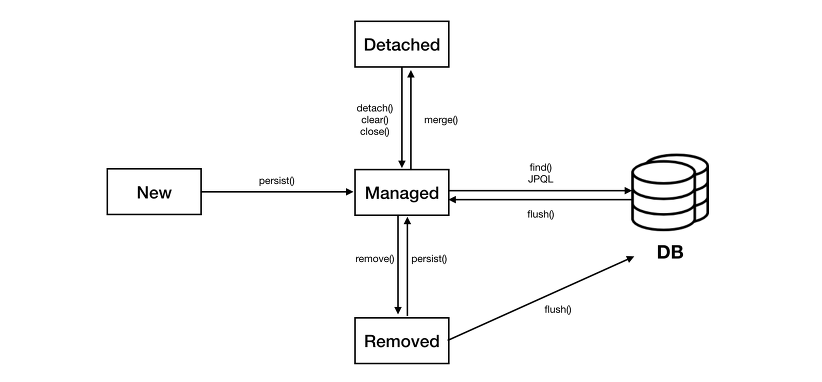 Detached
detach()
clear()
close()
merge()
New
persist()
Managed
find()
JPQL
flush()
DB
remove()
persist()
Removed
flush()